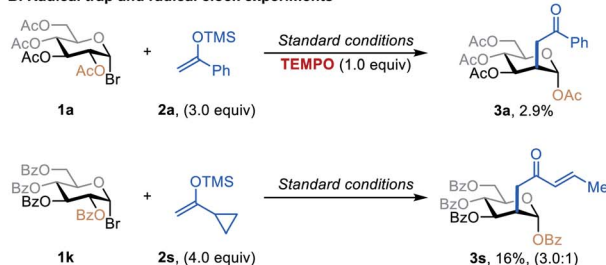 D. Radical trap and radical clock experiments
AcO
AcO
AcO
AcO
O
Br
1a
+
OTMS
Ph
2a, (3.0 equiv)
Standard conditions
TEMPO (1.0 equiv)
O
Ph
AcO
AcO
AcO
O
OAc
3a, 2.9%
BzO
BzO
BzO
BzO
O
Br
1k
+
OTMS
2s, (4.0 equiv)
Standard conditions
O
Me
BzO
BzO
BzO
O
OBz
3s, 16%, (3.0:1)